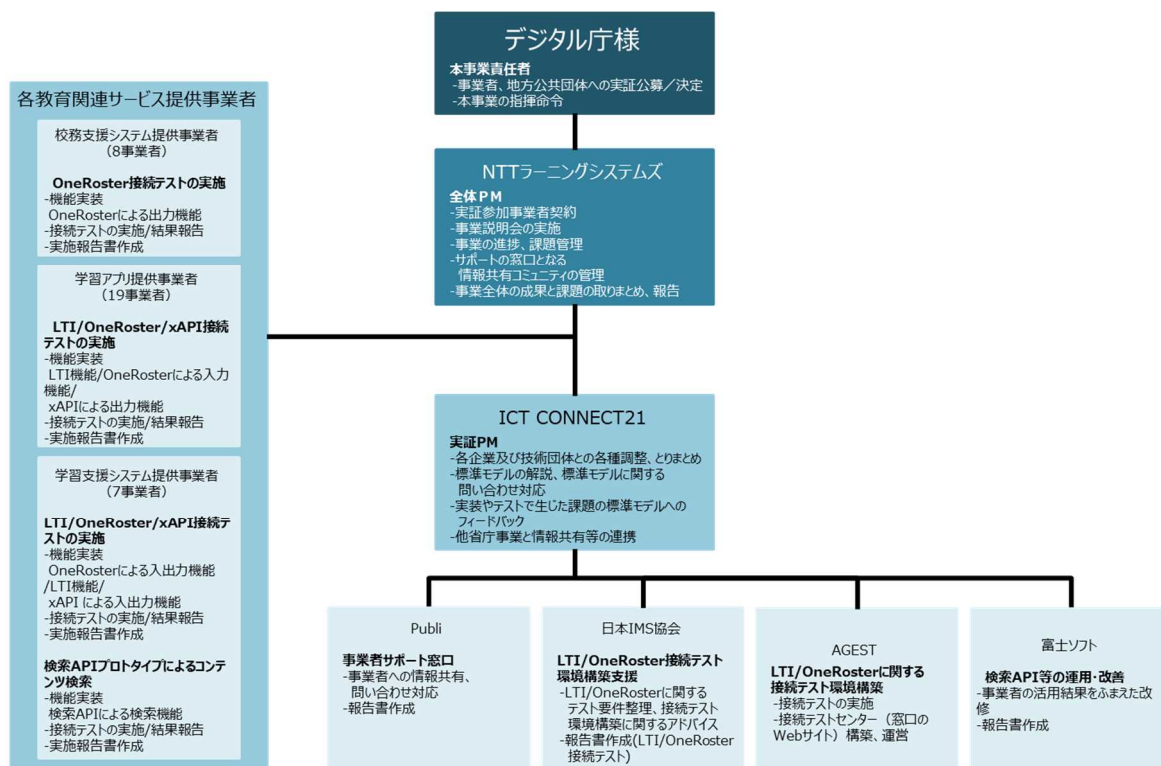 デジタル庁様
本事業責任者
-事業者、地方公共団体への実証公募／決定
-本事業の指揮命令
各教育関連サービス提供事業者
校務支援システム提供事業者
（8事業者）
OneRoster接続テストの実施
-機能実装
OneRosterによる出力機能
-接続テストの実施/結果報告
-実施報告書作成
学習アプリ提供事業者
（19事業者）
LTI/OneRoster/xAPI接続
テストの実施
-機能実装
LTI機能/OneRosterによる入力
機能/
xAPIによる出力機能
-接続テストの実施/結果報告
-実施報告書作成
学習支援システム提供事業者
（7事業者）
LTI/OneRoster/xAPI接続テ
ストの実施
-機能実装
OneRosterによる入出力機能
/LTI機能/
xAPI による入出力機能
-接続テストの実施/結果報告
-実施報告書作成
検索APIプロトタイプによるコンテ
ンツ検索
-機能実装
検索APIによる検索機能
-接続テストの実施/結果報告
-実施報告書作成
NTTラーニングシステムズ
全体ＰＭ
-実証参加事業者契約
-事業説明会の実施
-事業の進捗、課題管理
-サポートの窓口となる
情報共有コミュニティの管理
-事業全体の成果と課題の取りまとめ、報告
ICT CONNECT21
実証PM
-各企業及び技術団体との各種調整、とりまとめ
-標準モデルの解説、標準モデルに関する
問い合わせ対応
-実装やテストで生じた課題の標準モデルへの
フィードバック
-他省庁事業と情報共有等の連携
Publi
事業者サポート窓口
-事業者への情報共有、
問い合わせ対応
-報告書作成
日本IMS協会
LTI/OneRoster接続テスト
環境構築支援
-LTI/OneRosterに関する
テスト要件整理、接続テスト
環境構築に関するアドバイス
-報告書作成(LTI/OneRoster
接続テスト)
AGEST
LTI/OneRosterに関する
接続テスト環境構築
-接続テストの実施
-接続テストセンター（窓口の
Webサイト）構築、運営
富士ソフト
検索API等の運用・改善
-事業者の活用結果をふまえた改
修
-報告書作成